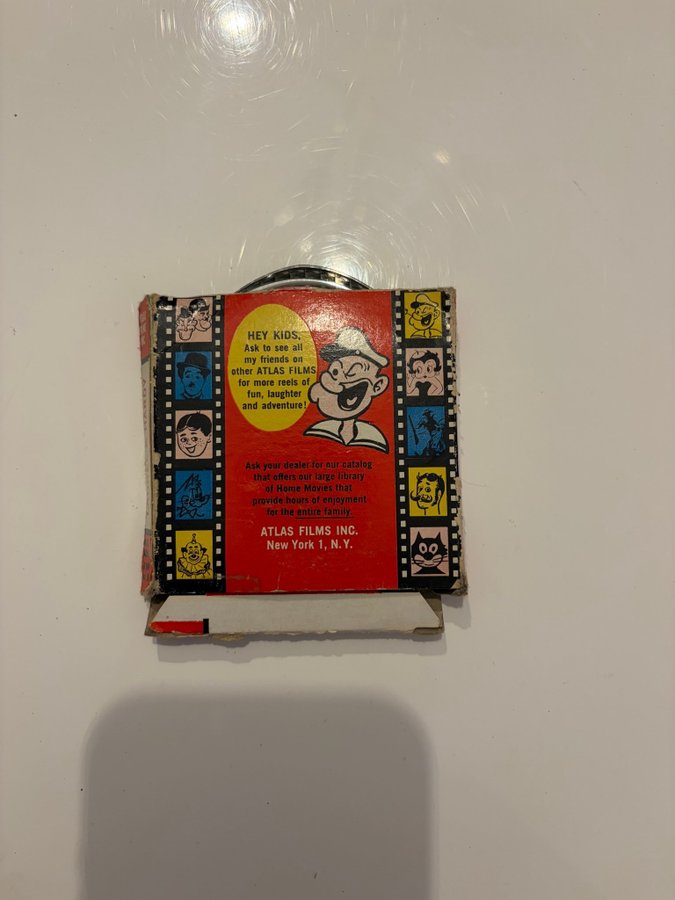 HEY KIDS,
Ask to see all
my friends on
other ATLAS FILMS
for more reels of
fun, laughter
and adventure!
Ask your dealer for our catalog
that offers our large library
of Home Movies that
provide hours of enjoyment
for the entire family.
ATLAS FILMS INC.
New York 1, N.Y.